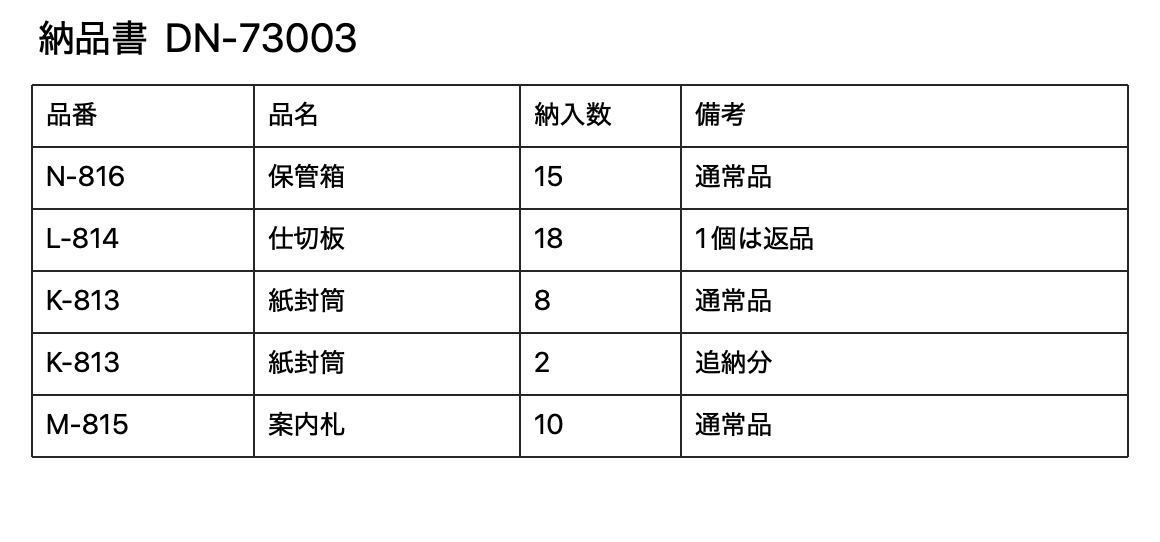 納品書 DN-73003
品番 品名 納入数 備考
N-816 保管箱 15 通常品
L-814 仕切板 18 1個は返品
K-813 紙封筒 8 通常品
K-813 紙封筒 2 追納分
M-815 案内札 10 通常品